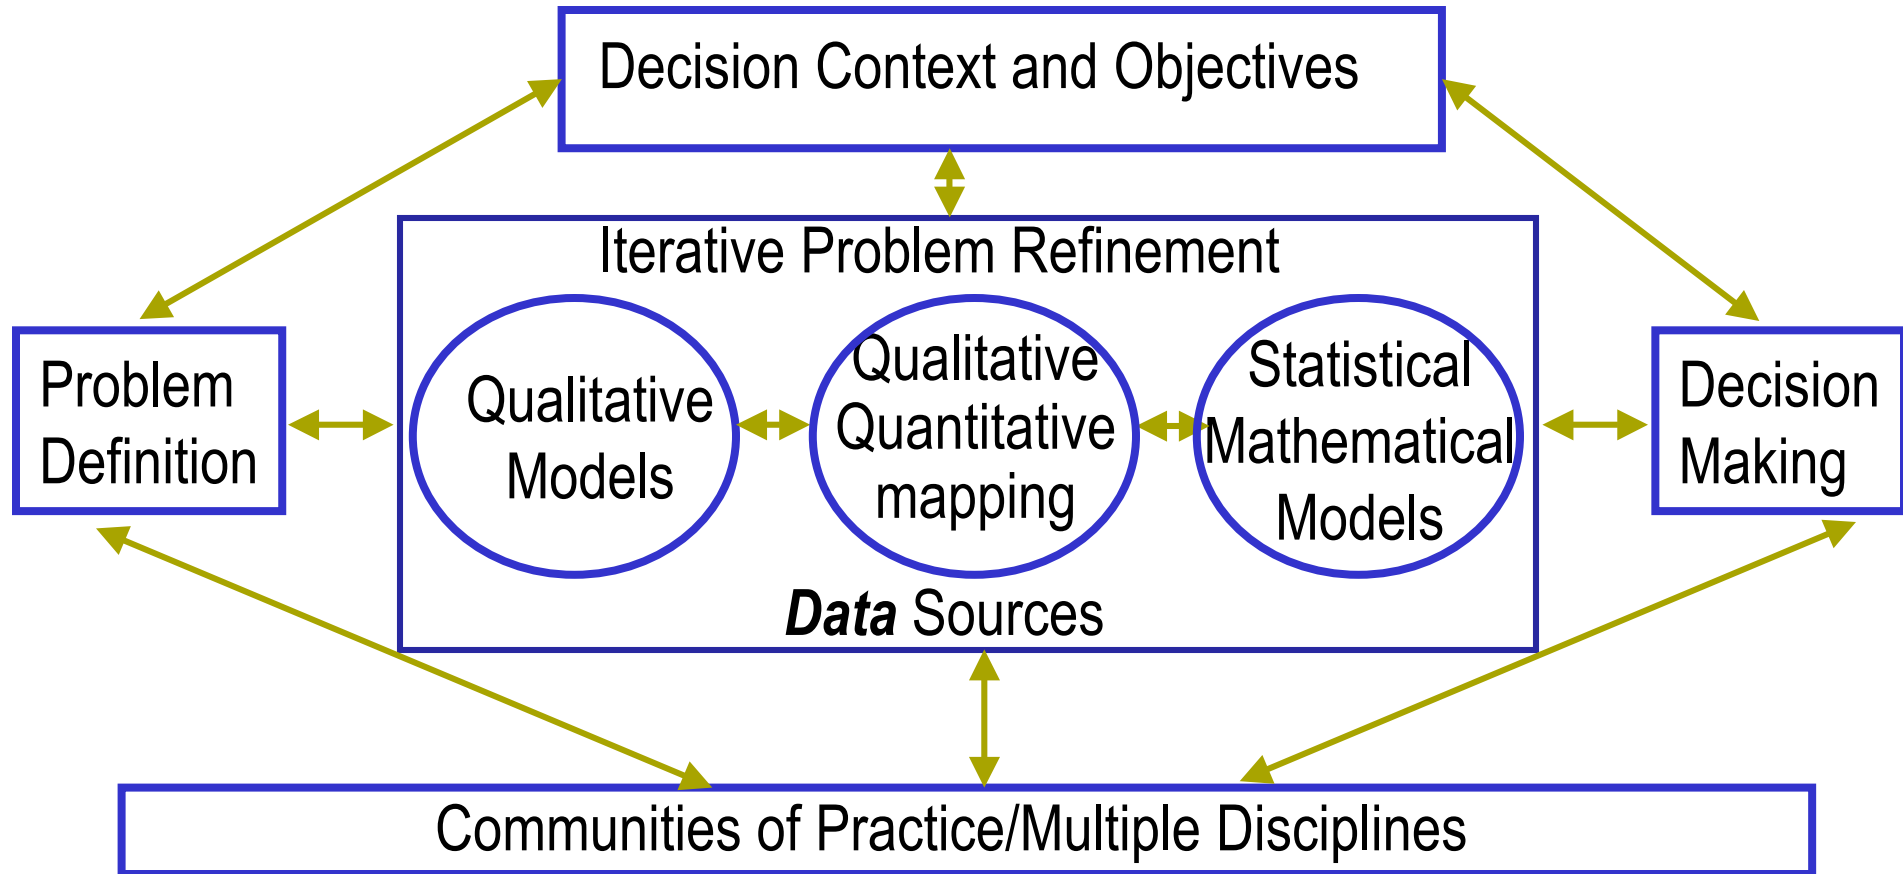 Decision Context and Objectives
Iterative Problem Refinement
Problem
Definition
Qualitative
Models
Qualitative
Quantitative
mapping
Statistical
Mathematical
Models
Decision
Making
Data Sources
Communities of Practice/Multiple Disciplines